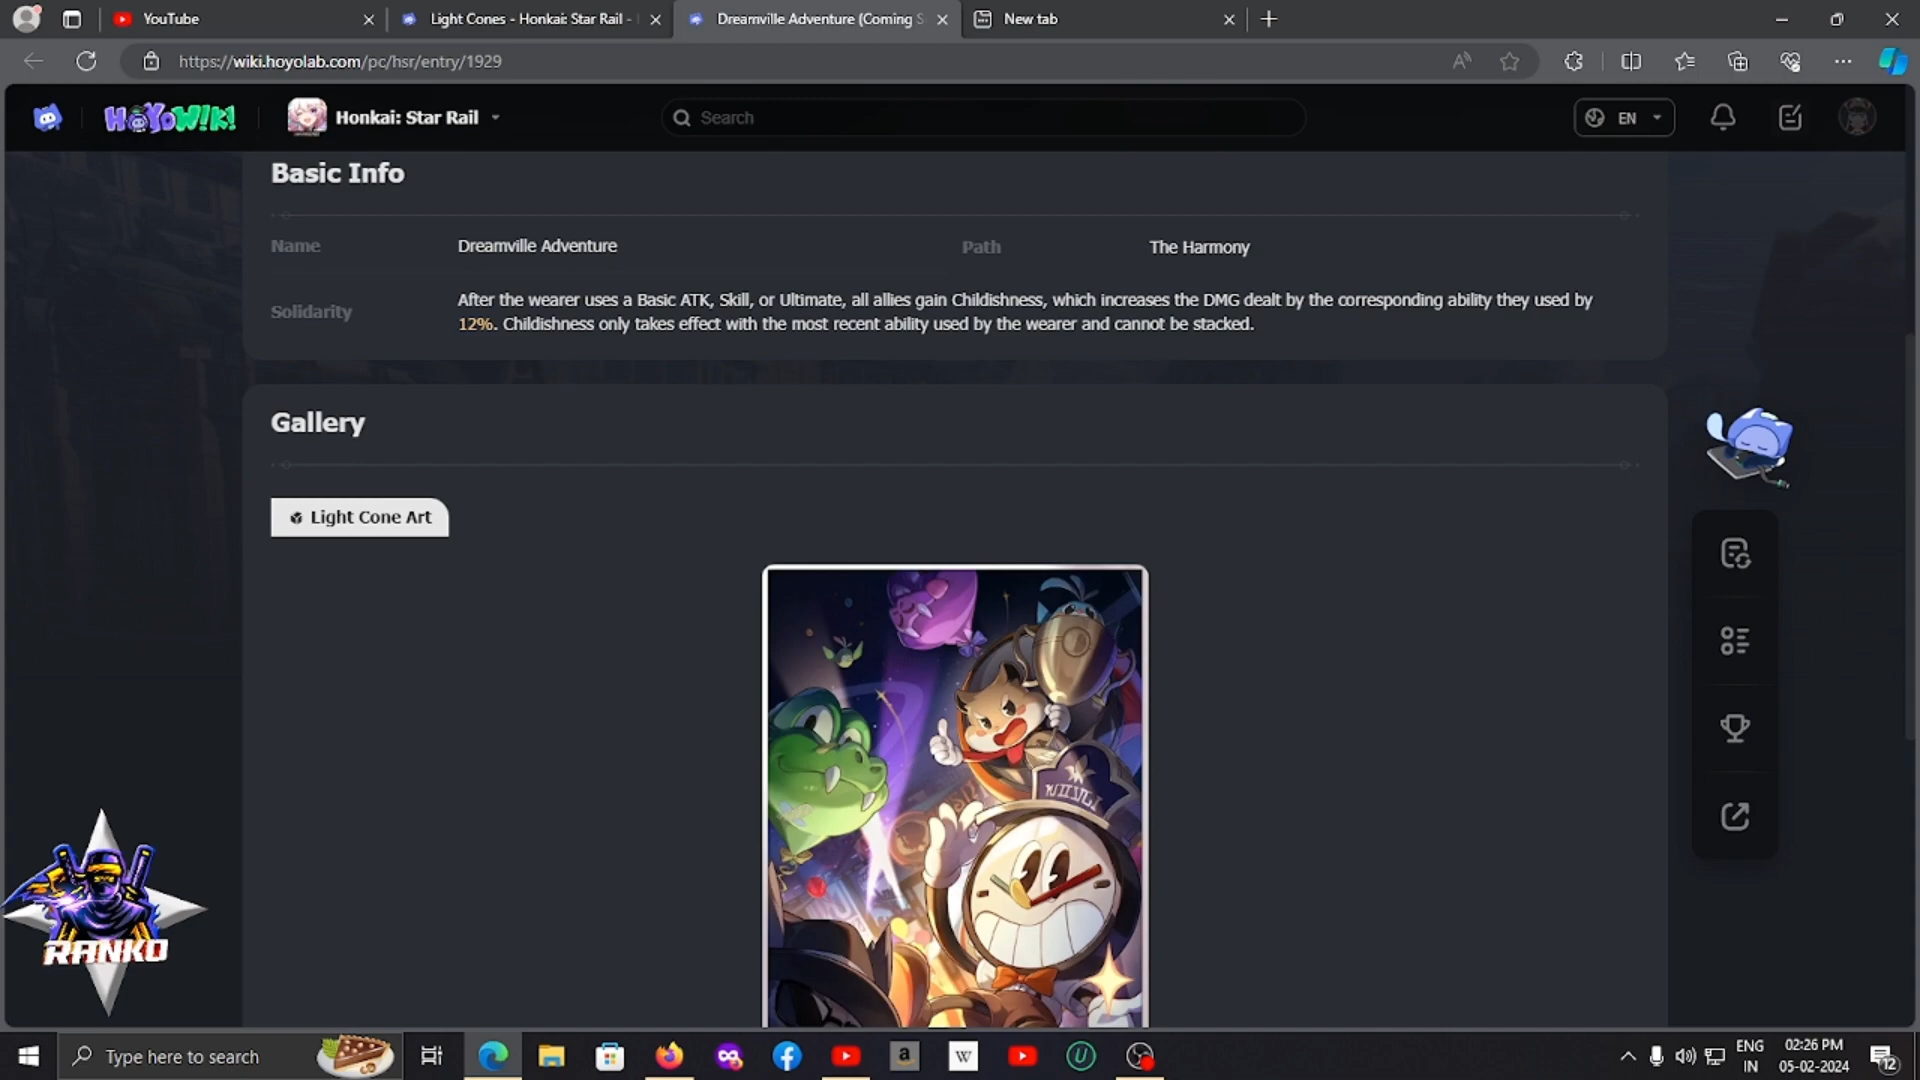 YouTube
Light Cones - Honkai: Star Rail -
Dreamville Adventure (Coming S
New tab
https://wiki.hoyolab.com/pc/hsr/entry/1929
HoYoWiKi
Honkai: Star Rail
Search
EN
Basic Info
Name
Dreamville Adventure
Path
The Harmony
Solidarity
After the wearer uses a Basic ATK, Skill, or Ultimate, all allies gain Childishness, which increases the DMG dealt by the corresponding ability they used by
12%. Childishness only takes effect with the most recent ability used by the wearer and cannot be stacked.
Gallery
Light Cone Art
RANKO
Type here to search
ENG
IN
02:26 PM
05-02-2024
12